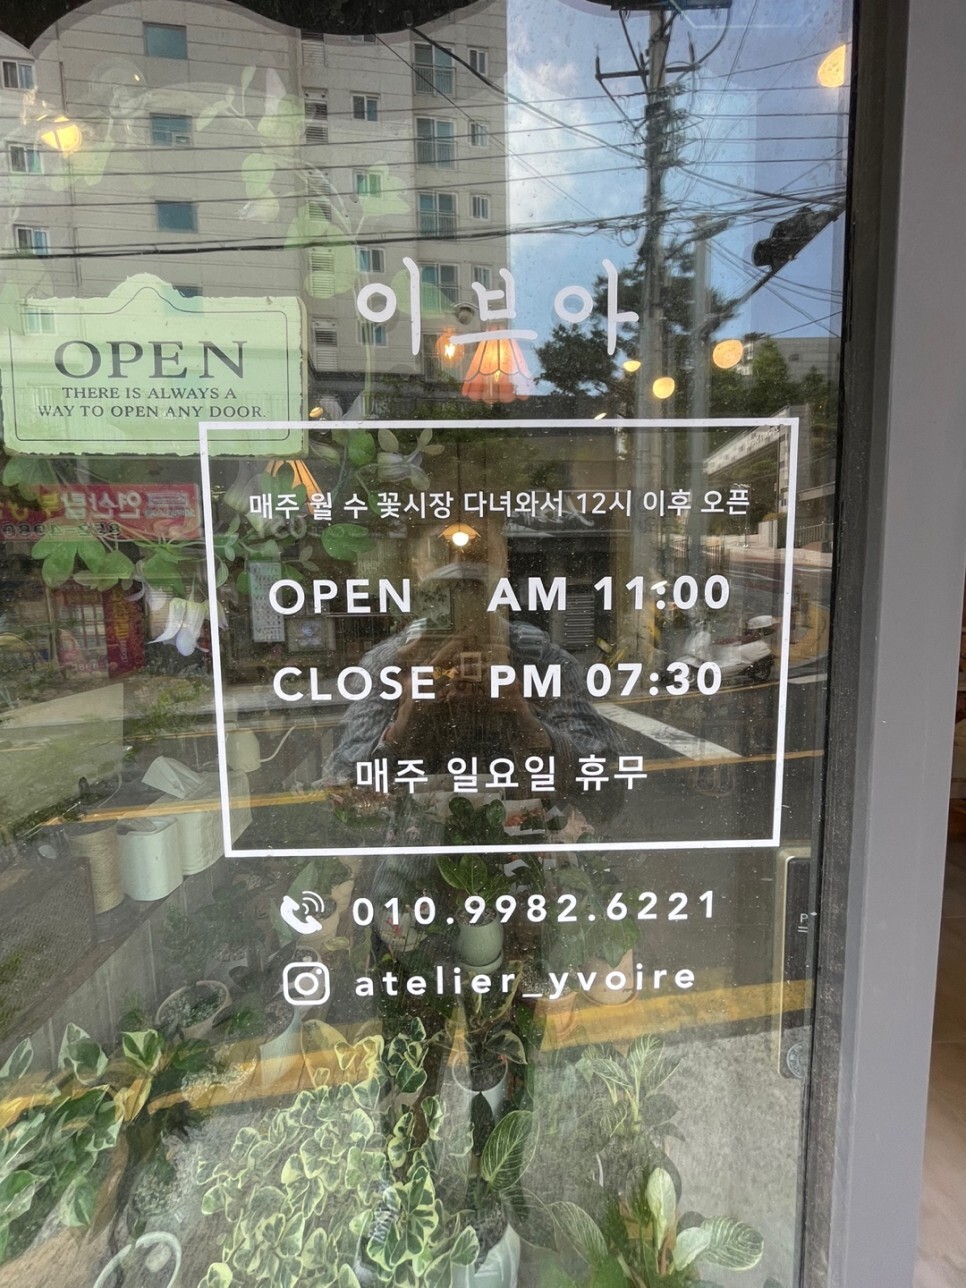 이브아
OPEN
THERE IS ALWAYS A
WAY TO OPEN ANY DOOR.
매주 월 수 꽃시장 다녀와서 12시 이후 오픈
OPEN AM 11:00
CLOSE PM 07:30
매주 일요일 휴무
010.9982.6221
atelier_yvoire